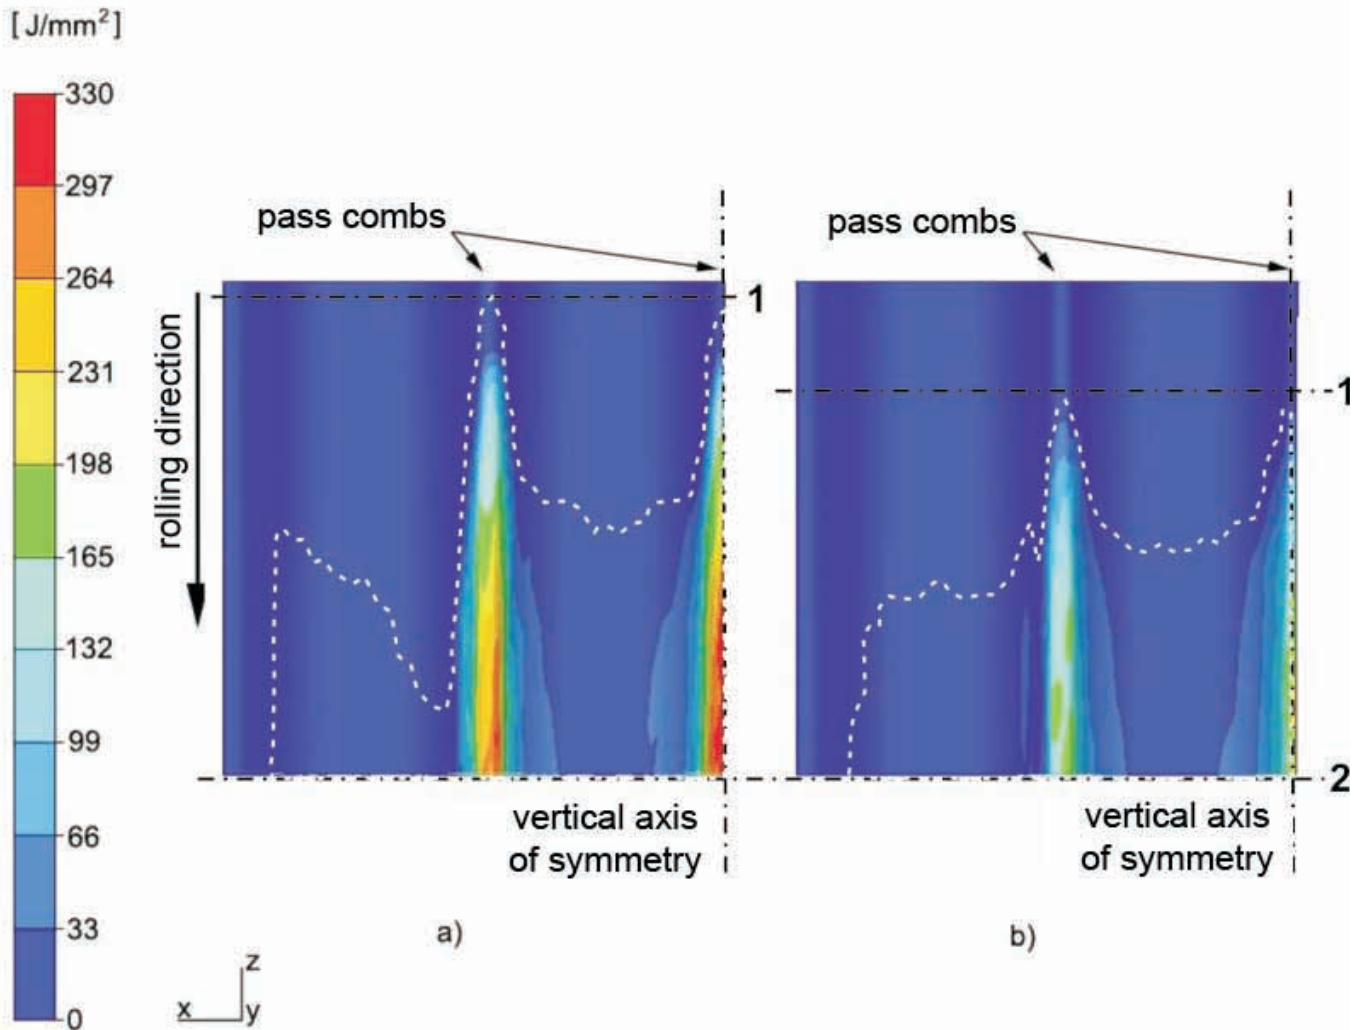 [ J/mm²]
330
297
264
231
198
165
132
99
66
33
0
pass combs
pass combs
1
1
rolling direction
2
vertical axis
of symmetry
vertical axis
of symmetry
a)
b)
z
x
y